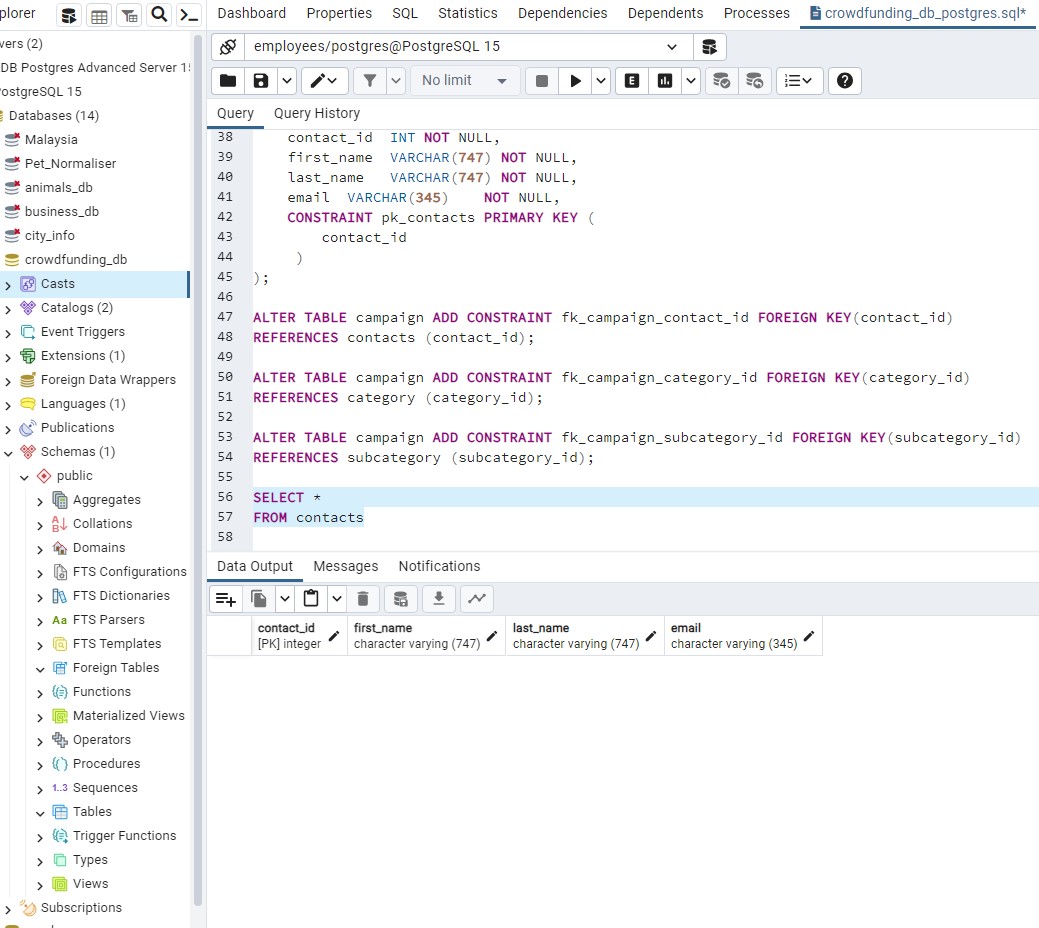 plorer
vers (2)
DB Postgres Advanced Server 15
ostgreSQL 15
Databases (14)
Malaysia
Pet_Normaliser
animals_db
business_db
city_info
crowdfunding_db
Casts
Catalogs (2)
Event Triggers
Extensions (1)
Foreign Data Wrappers
Languages (1)
Publications
Schemas (1)
public
Aggregates
Collations
Domains
FTS Configurations
FTS Dictionaries
Aa FTS Parsers
FTS Templates
Foreign Tables
Functions
Materialized Views
Operators
Procedures
1..3 Sequences
Tables
Trigger Functions
Types
Views
Subscriptions
Dashboard Properties SQL Statistics Dependencies Dependents Processes crowdfunding_db_postgres.sql*
employees/postgres@PostgreSQL 15
No limit
Query Query History
38 contact_id INT NOT NULL,
39 first_name VARCHAR(747) NOT NULL,
40 last_name VARCHAR(747) NOT NULL,
41 email VARCHAR(345) NOT NULL,
42 CONSTRAINT pk_contacts PRIMARY KEY (
43 contact_id
44 )
45 );
46
47 ALTER TABLE campaign ADD CONSTRAINT fk_campaign_contact_id FOREIGN KEY(contact_id)
48 REFERENCES contacts (contact_id);
49
50 ALTER TABLE campaign ADD CONSTRAINT fk_campaign_category_id FOREIGN KEY(category_id)
51 REFERENCES category (category_id);
52
53 ALTER TABLE campaign ADD CONSTRAINT fk_campaign_subcategory_id FOREIGN KEY(subcategory_id)
54 REFERENCES subcategory (subcategory_id);
55
56 SELECT *
57 FROM contacts
58
Data Output Messages Notifications
contact_id first_name last_name email
[PK] integer character varying (747) character varying (747) character varying (345)